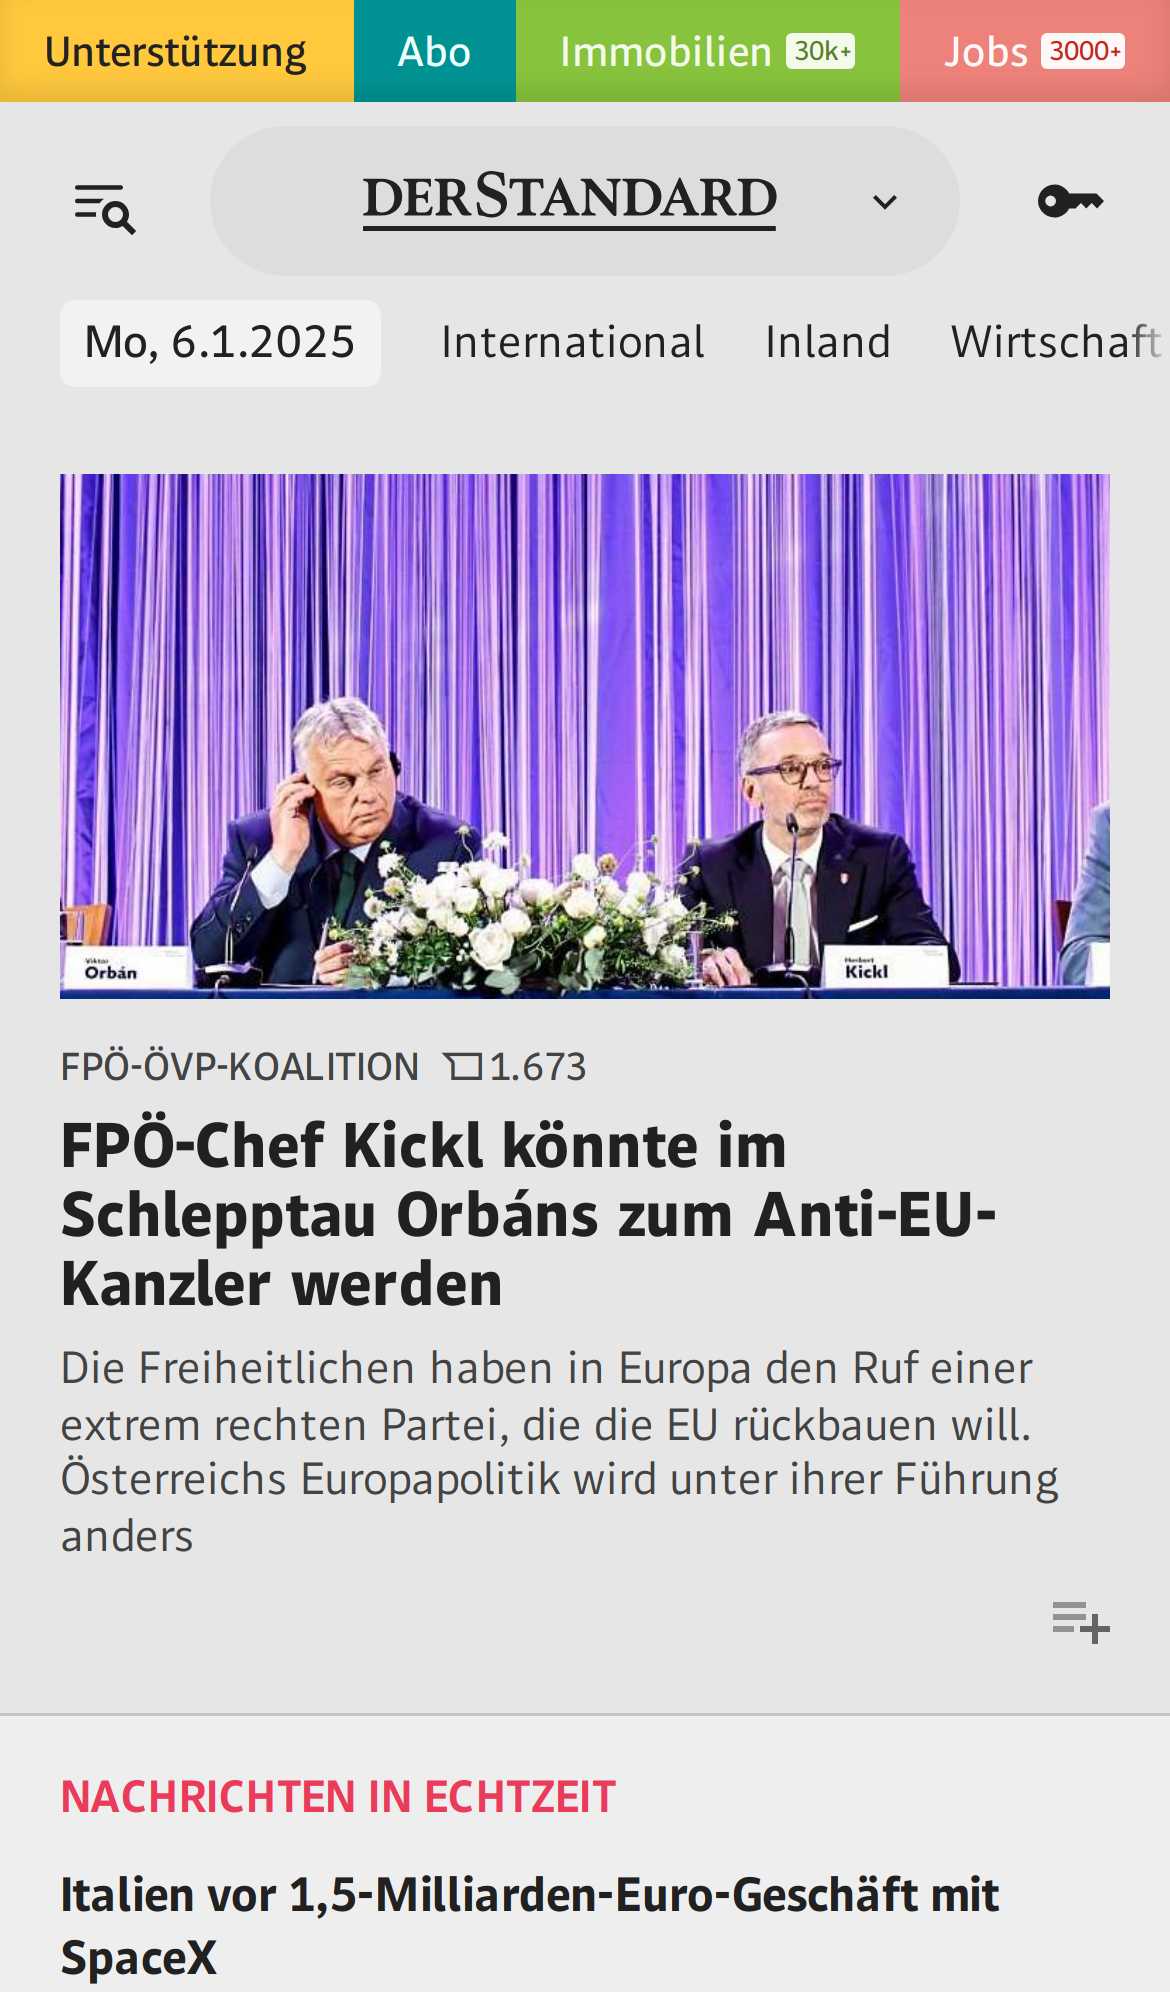 Unterstützung
Abo
Immobilien 30k+
Jobs 3000+
DERSTANDARD
Mo, 6.1.2025
International
Inland
Wirtschaft
Viktor
Orbán
Herbert
Kickl
FPÖ-ÖVP-KOALITION 1.673
FPÖ-Chef Kickl könnte im
Schlepptau Orbáns zum Anti-EU-
Kanzler werden
Die Freiheitlichen haben in Europa den Ruf einer
extrem rechten Partei, die die EU rückbauen will.
Österreichs Europapolitik wird unter ihrer Führung
anders
NACHRICHTEN IN ECHTZEIT
Italien vor 1,5-Milliarden-Euro-Geschäft mit
SpaceX